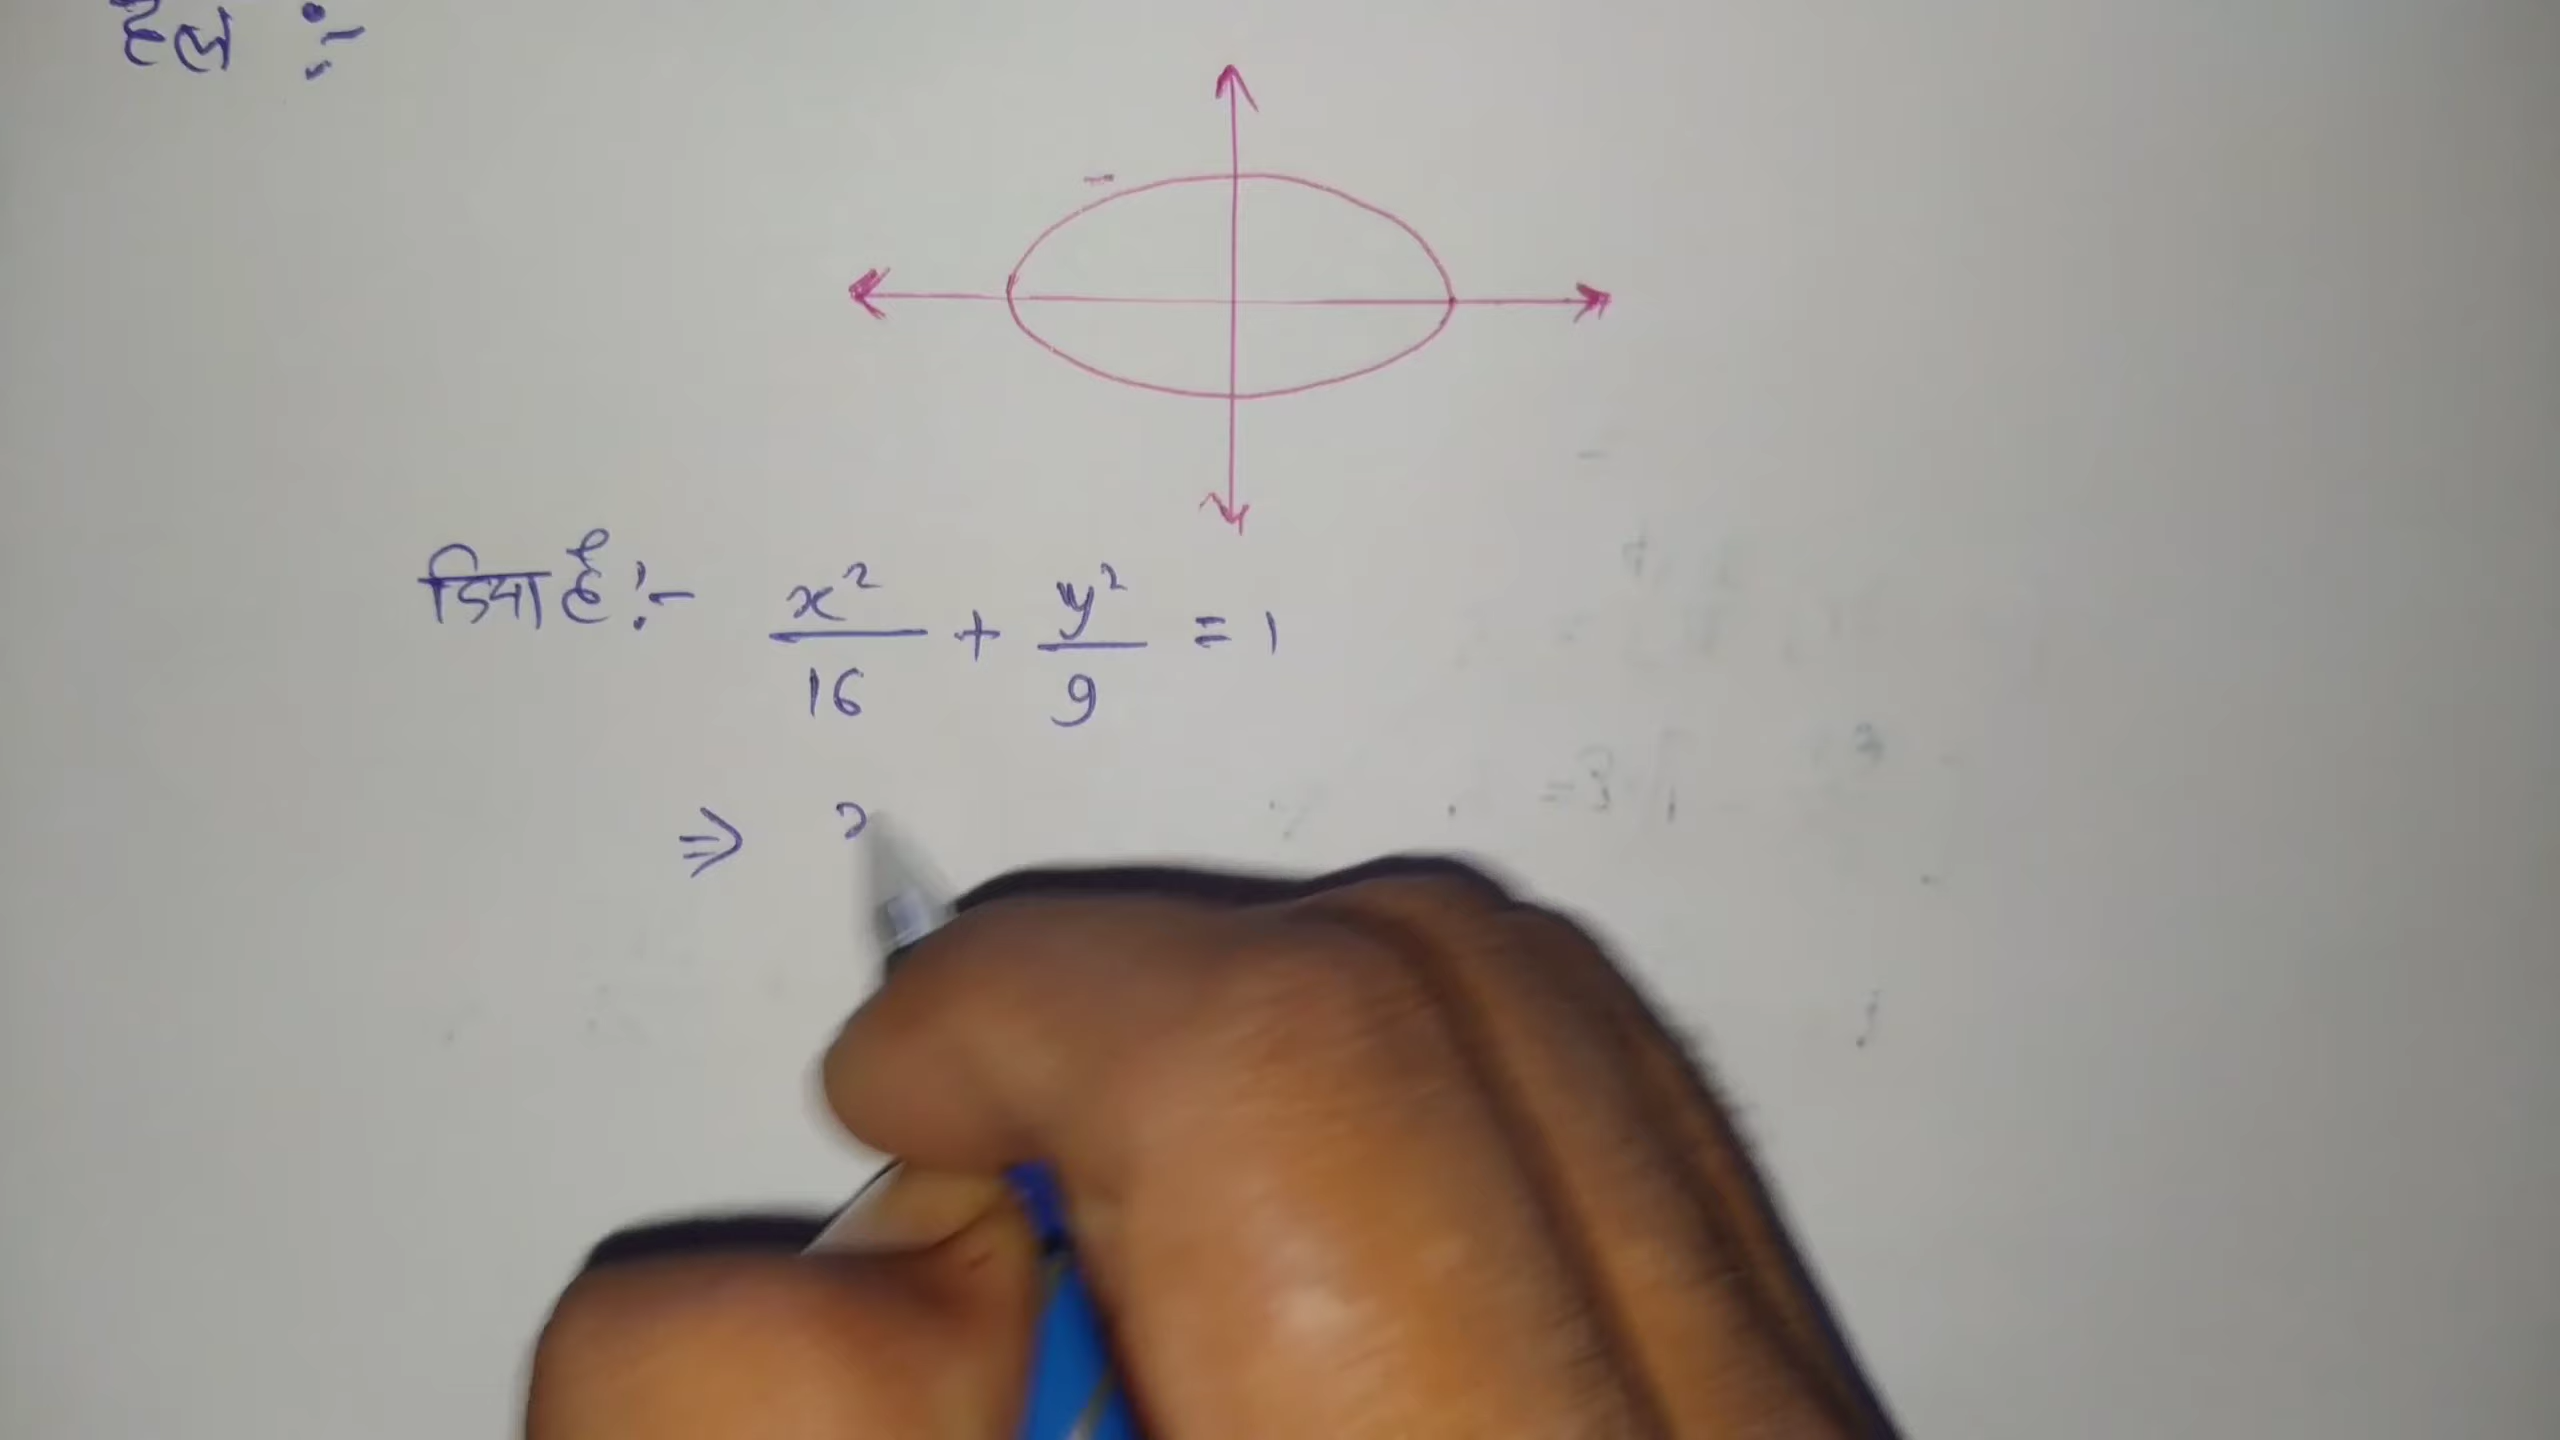 हल :-
दिया है :- x²/16 + y²/9 = 1
⇒ x